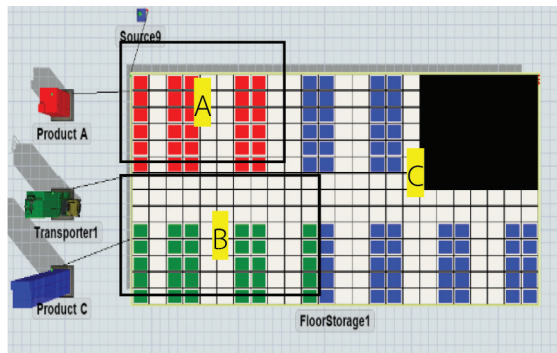 Source9
A
C
Product A
Transporter1
B
Product C
FloorStorage1